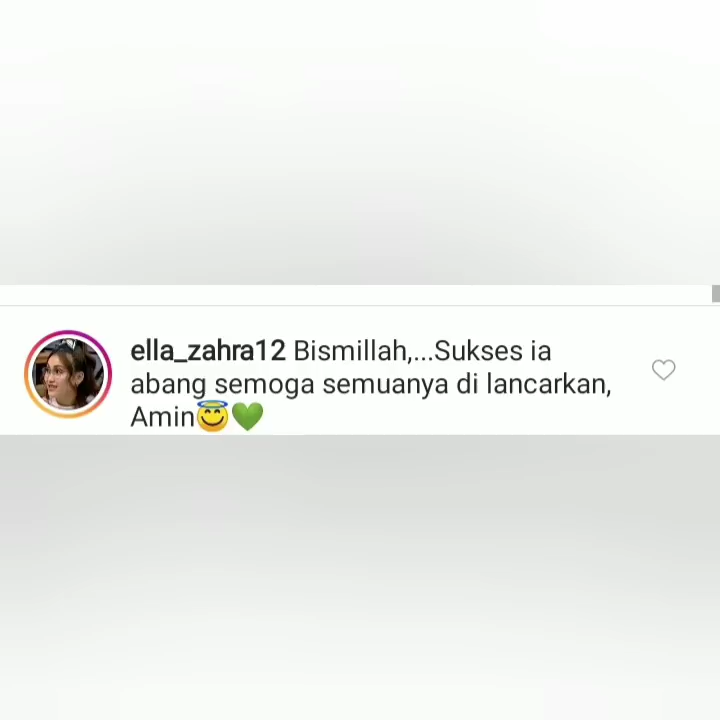 ella_zahra12 Bismillah,...Sukses ia
abang semoga semuanya di lancarkan,
Amin😇💚